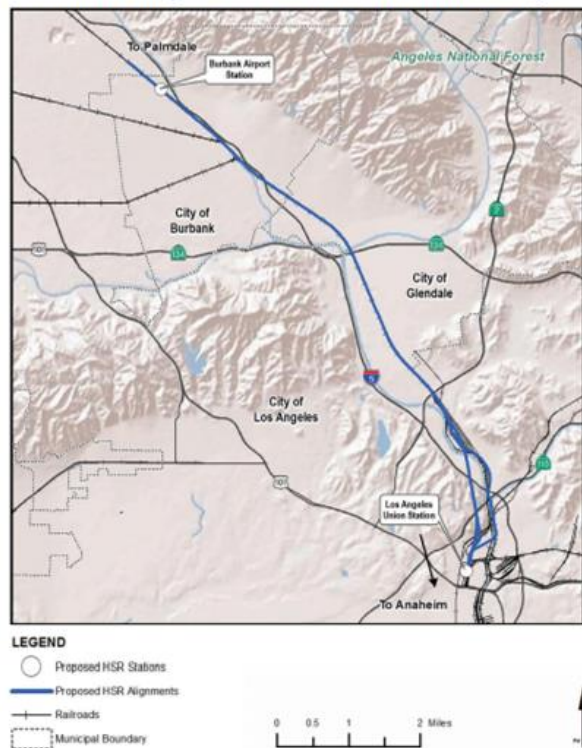 To Palmdale
Burbank Airport
Station
Angeles National Forest
2
City of
Burbank
101
134
134
City of
Glendale
5
City of
Los Angeles
110
101
Los Angeles
Union Station
To Anaheim
LEGEND
Proposed HSR Stations
Proposed HSR Alignments
Railroads
Municipal Boundary
0 0.5 1 2 Miles